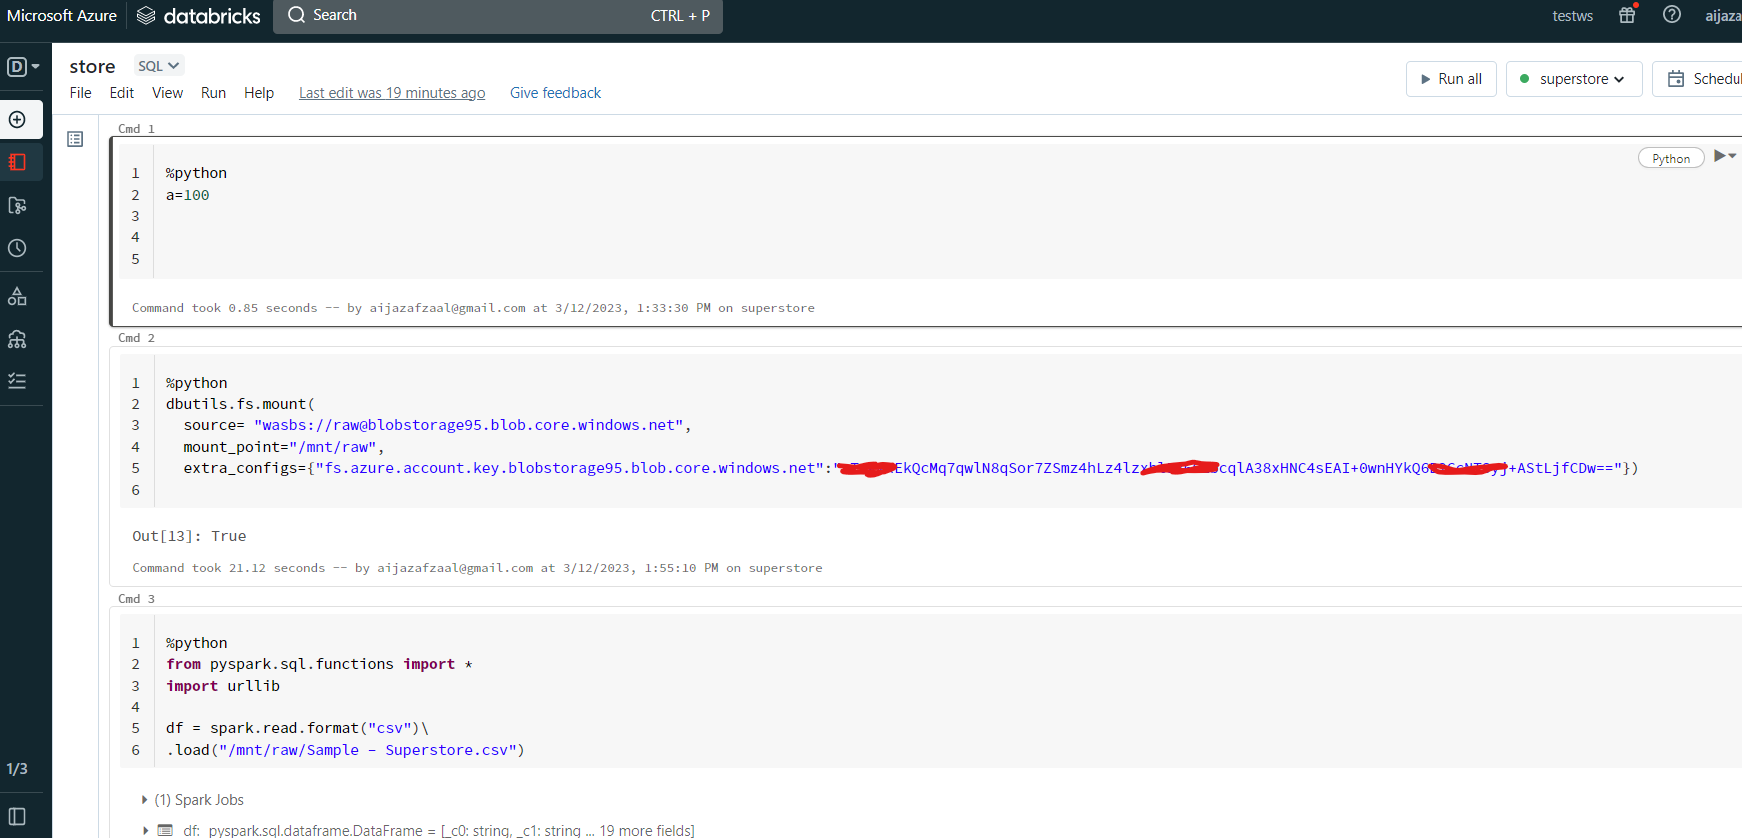 Microsoft Azure databricks Search CTRL + P testws aijaza
D store SQL
File Edit View Run Help Last edit was 19 minutes ago Give feedback Run all superstore Schedul
Cmd 1
Python
1 %python
2 a=100
3
4
5
Command took 0.85 seconds -- by aijazafzaal@gmail.com at 3/12/2023, 1:33:30 PM on superstore
Cmd 2
1 %python
2 dbutils.fs.mount(
3 source= "wasbs://raw@blobstorage95.blob.core.windows.net",
4 mount_point="/mnt/raw",
5 extra_configs={"fs.azure.account.key.blobstorage95.blob.core.windows.net":" EkQcMq7qwlN8qSor7ZSmz4hLz4lz cqlA38xHNC4sEAI+0wnHYkQ6 +AStLjfCDw=="})
6
Out[13]: True
Command took 21.12 seconds -- by aijazafzaal@gmail.com at 3/12/2023, 1:55:10 PM on superstore
Cmd 3
1 %python
2 from pyspark.sql.functions import *
3 import urllib
4
5 df = spark.read.format("csv")\
6 .load("/mnt/raw/Sample - Superstore.csv")
1/3
(1) Spark Jobs
df: pyspark.sql.dataframe.DataFrame = [_c0: string, _c1: string ... 19 more fields]